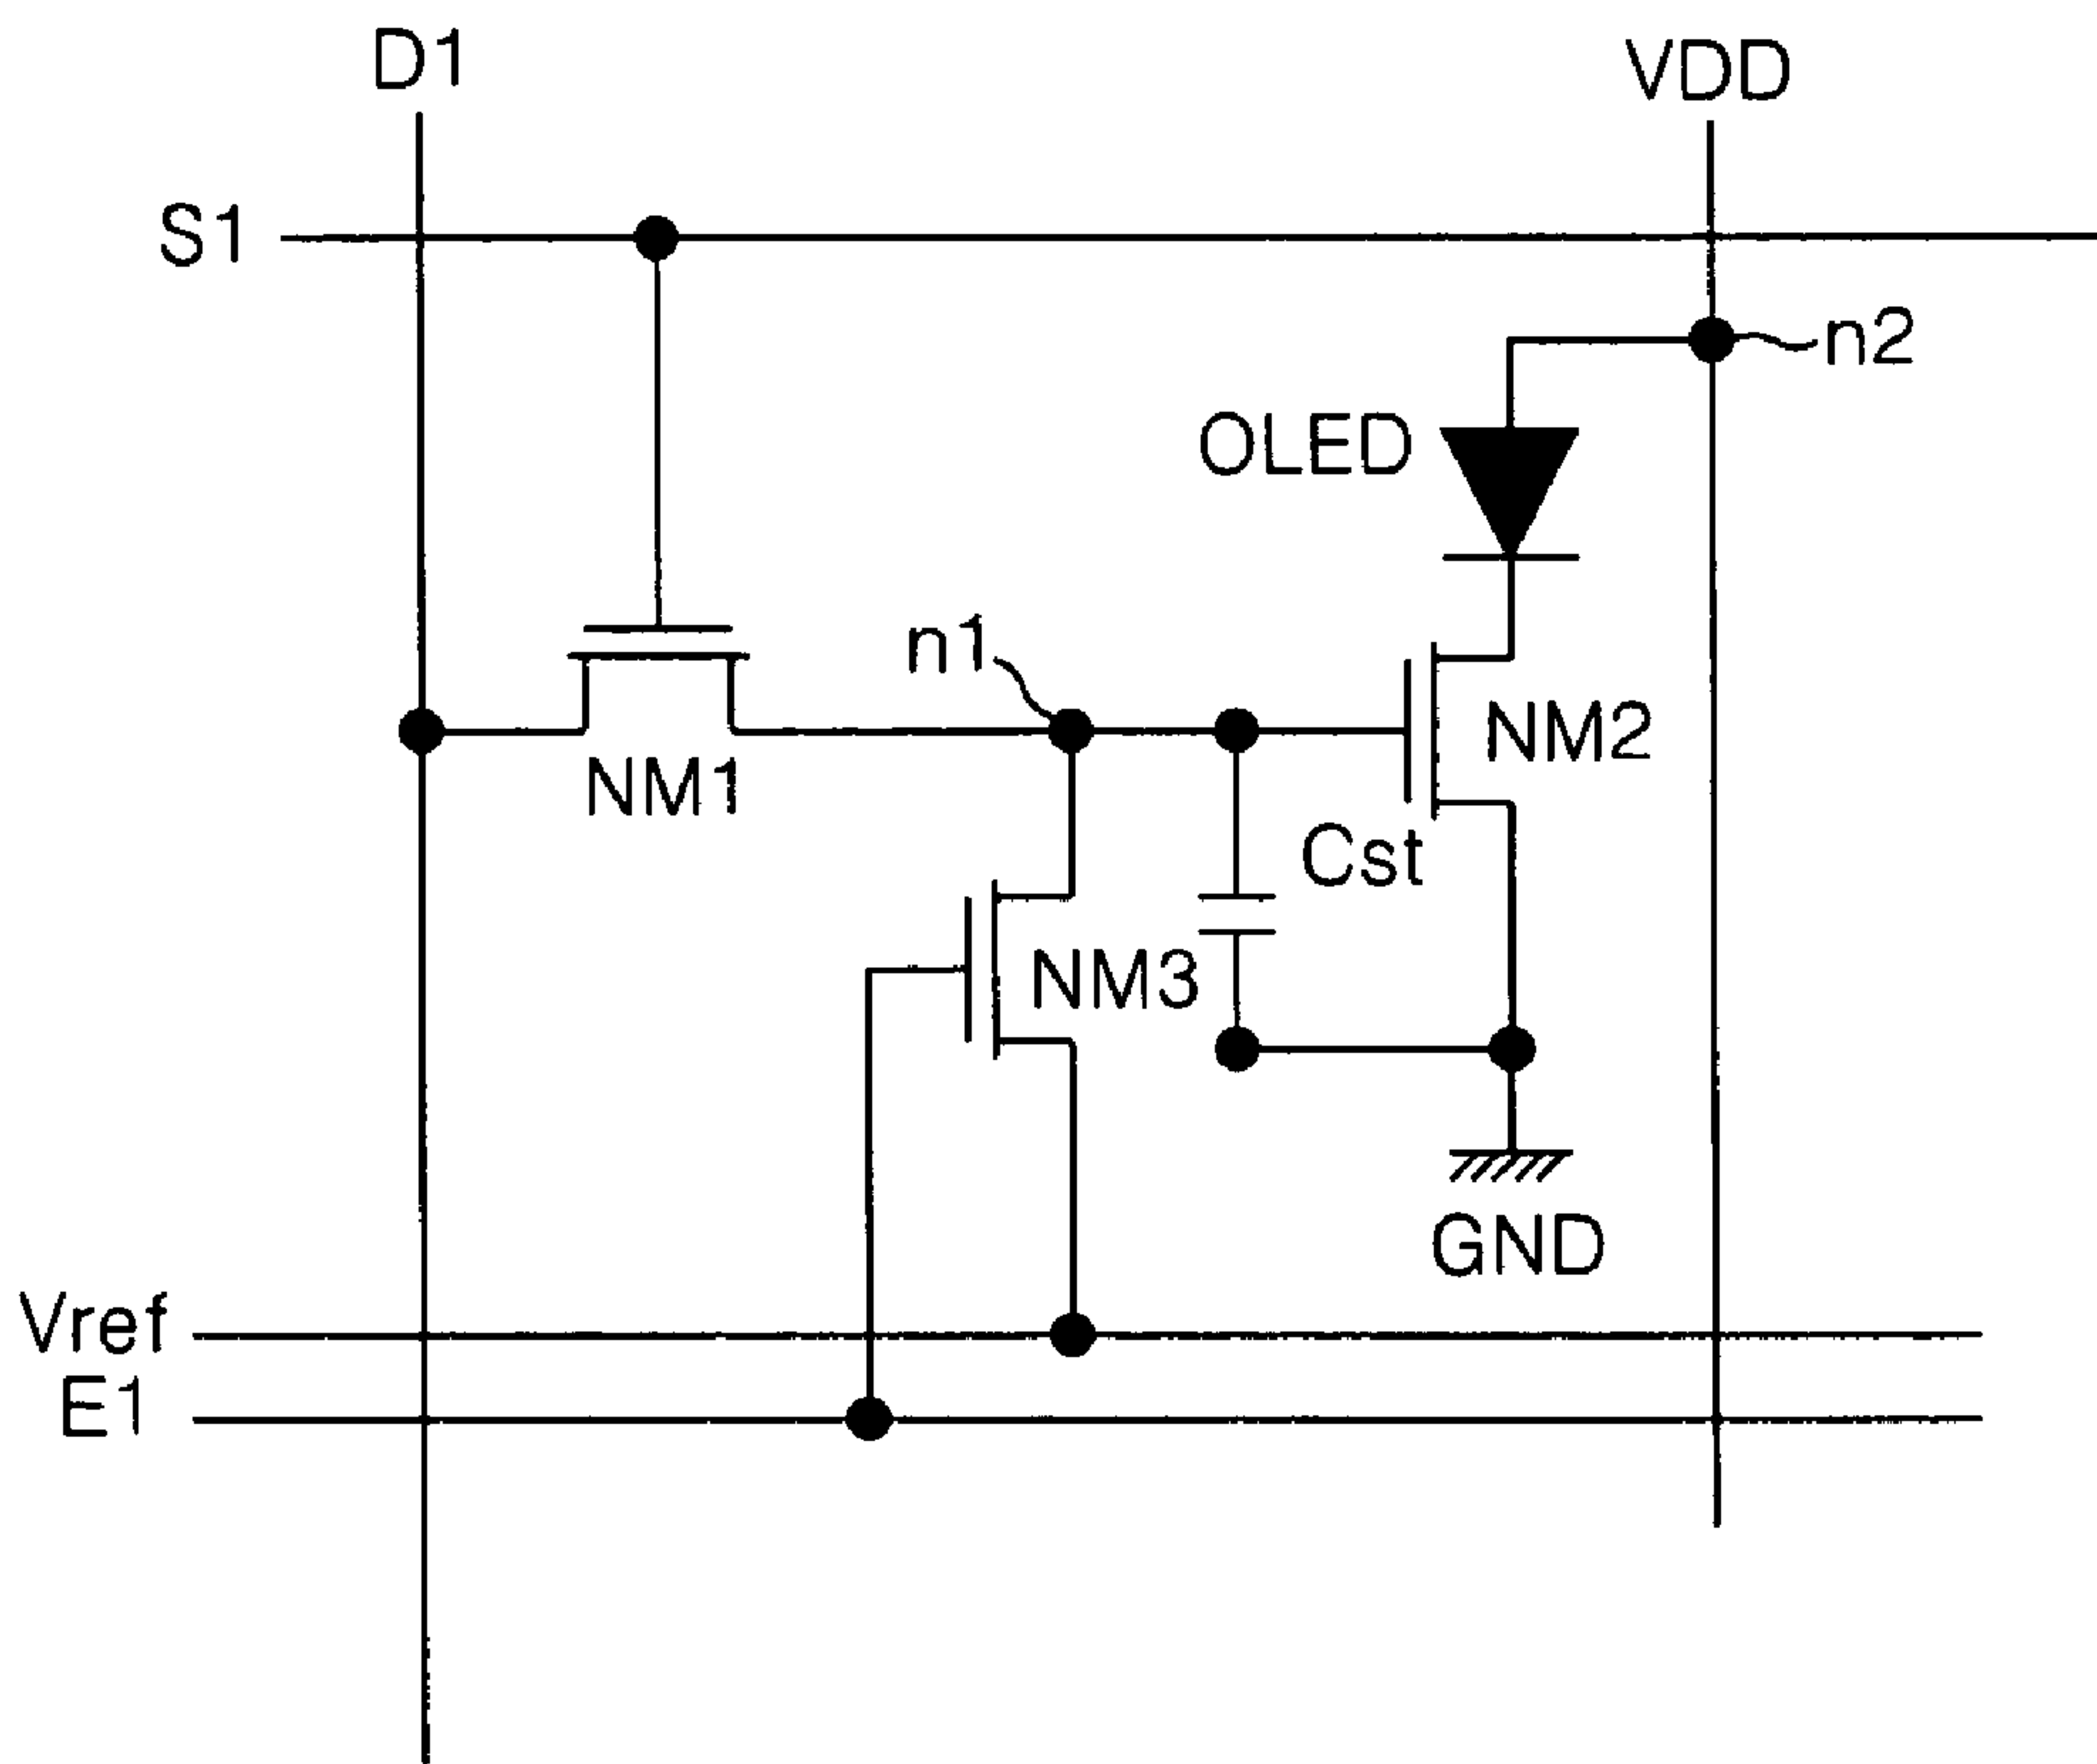 D1
VDD
S1
n2
OLED
n1
NM2
NM1
Cst
NM3
GND
Vref
E1